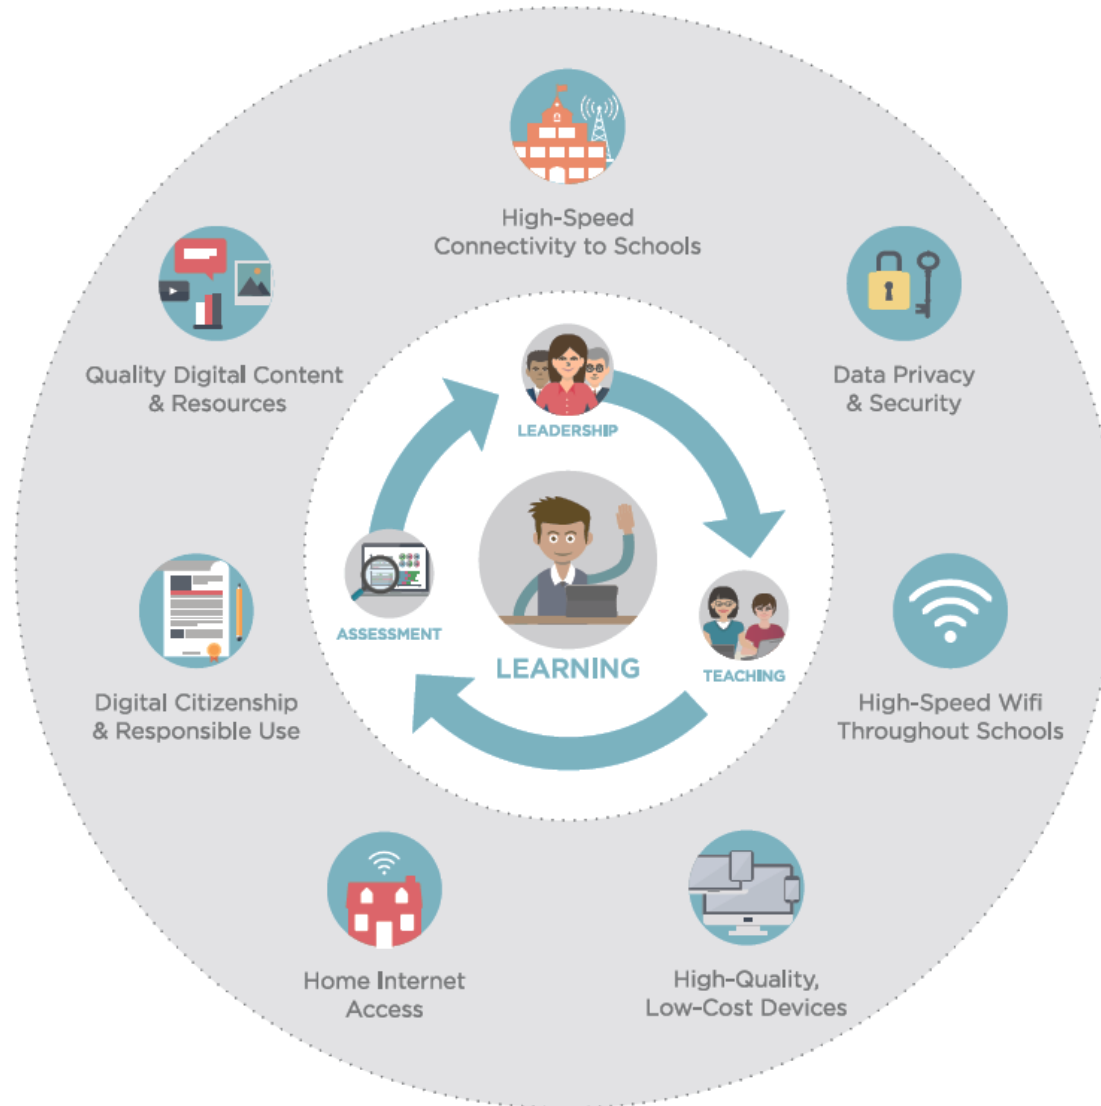 High-Speed
Connectivity to Schools
Quality Digital Content
& Resources
Data Privacy
& Security
LEADERSHIP
ASSESSMENT
LEARNING
TEACHING
Digital Citizenship
& Responsible Use
High-Speed Wifi
Throughout Schools
Home Internet
Access
High-Quality,
Low-Cost Devices